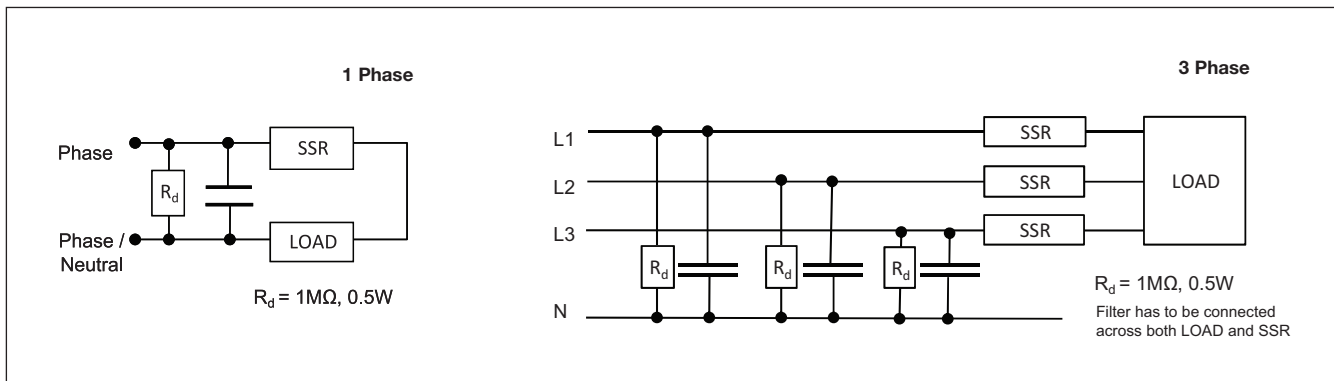 1 Phase
Phase
SSR
R_d
Phase /
Neutral
LOAD
R_d = 1MΩ, 0.5W
3 Phase
L1
SSR
L2
SSR
LOAD
L3
SSR
R_d
R_d
R_d
N
R_d = 1MΩ, 0.5W
Filter has to be connected
across both LOAD and SSR